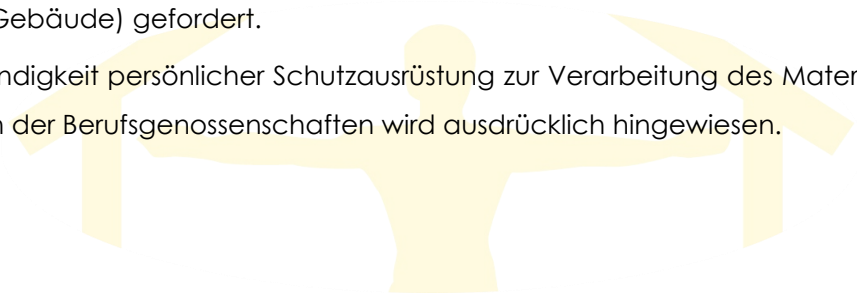 Gebäude) gefordert.
ndigkeit persönlicher Schutzausrüstung zur Verarbeitung des Mater
der Berufsgenossenschaften wird ausdrücklich hingewiesen.